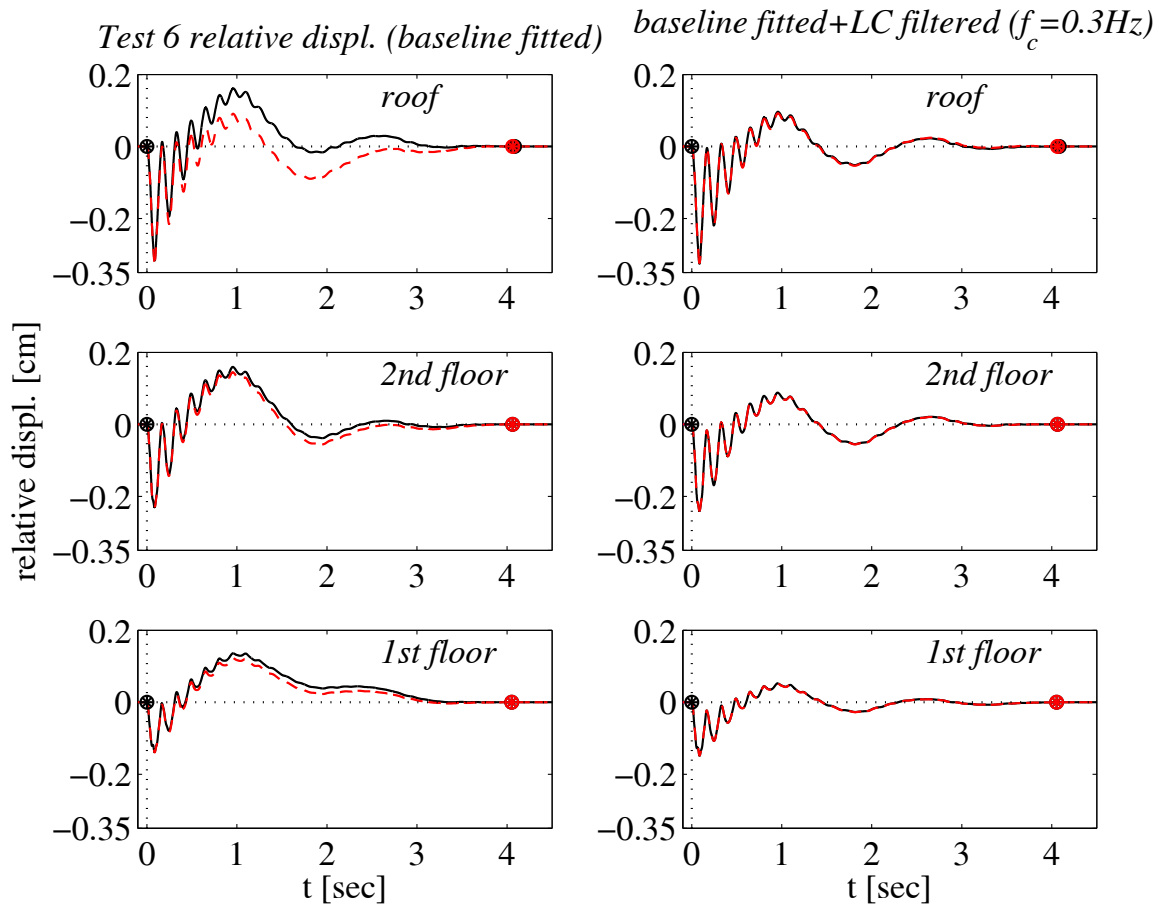 Test 6 relative displ. (baseline fitted)
baseline fitted+LC filtered (fc=0.3Hz)
roof
0.2
0
−0.2
−0.35
0 1 2 3 4
roof
0.2
0
−0.2
−0.35
0 1 2 3 4
relative displ. [cm]
2nd floor
0.2
0
−0.2
−0.35
0 1 2 3 4
2nd floor
0.2
0
−0.2
−0.35
0 1 2 3 4
1st floor
0.2
0
−0.2
−0.35
0 1 2 3 4
t [sec]
1st floor
0.2
0
−0.2
−0.35
0 1 2 3 4
t [sec]